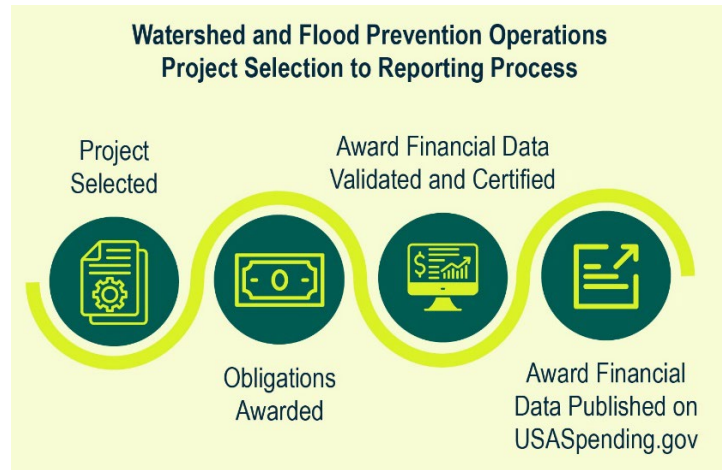 Watershed and Flood Prevention Operations
Project Selection to Reporting Process
Project
Selected
Obligations
Awarded
Award Financial Data
Validated and Certified
Award Financial
Data Published on
USASpending.gov